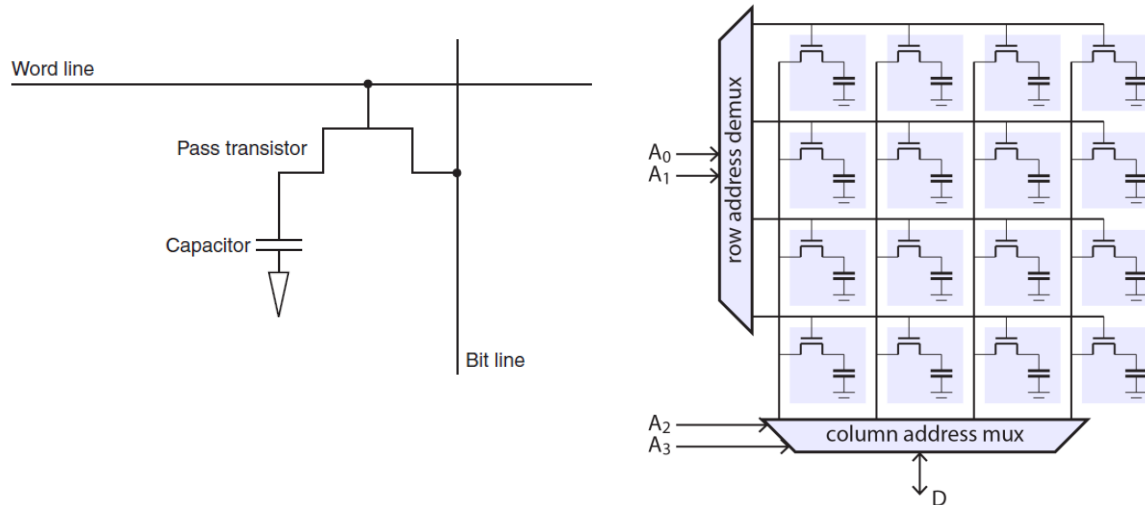 Word line
Pass transistor
Capacitor
Bit line
A0
A1
row address demux
A2
A3
column address mux
D